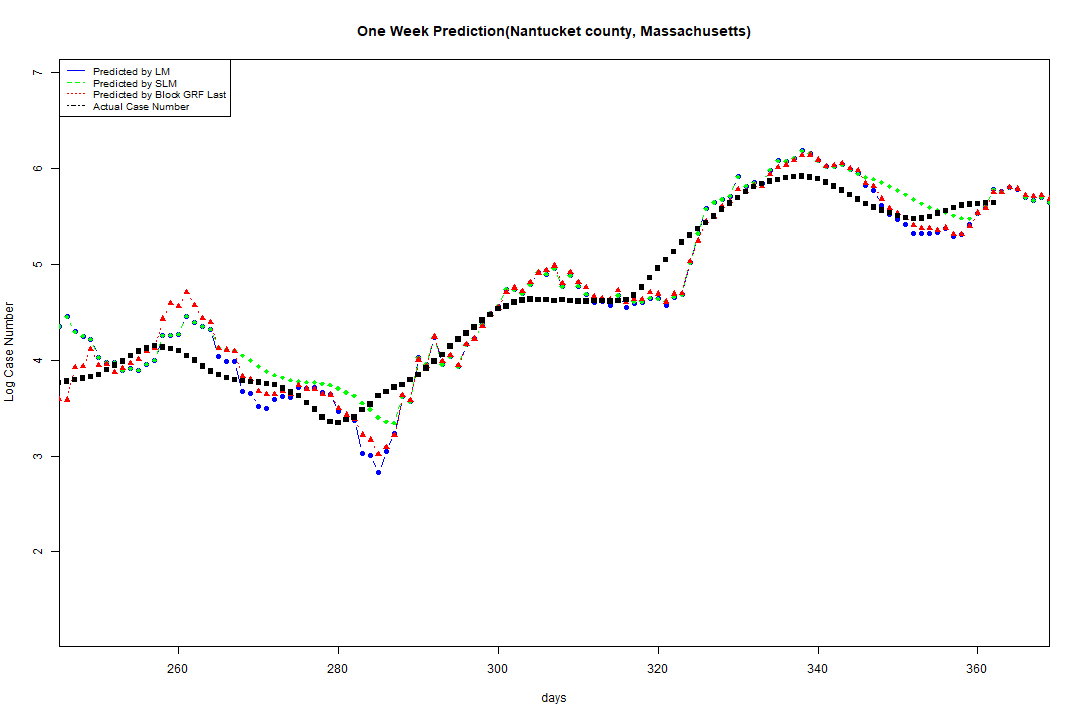 One Week Prediction(Nantucket county, Massachusetts)
Predicted by LM
Predicted by SLM
Predicted by Block GRF Last
Actual Case Number
7
6
5
4
3
2
Log Case Number
260 280 300 320 340 360
days